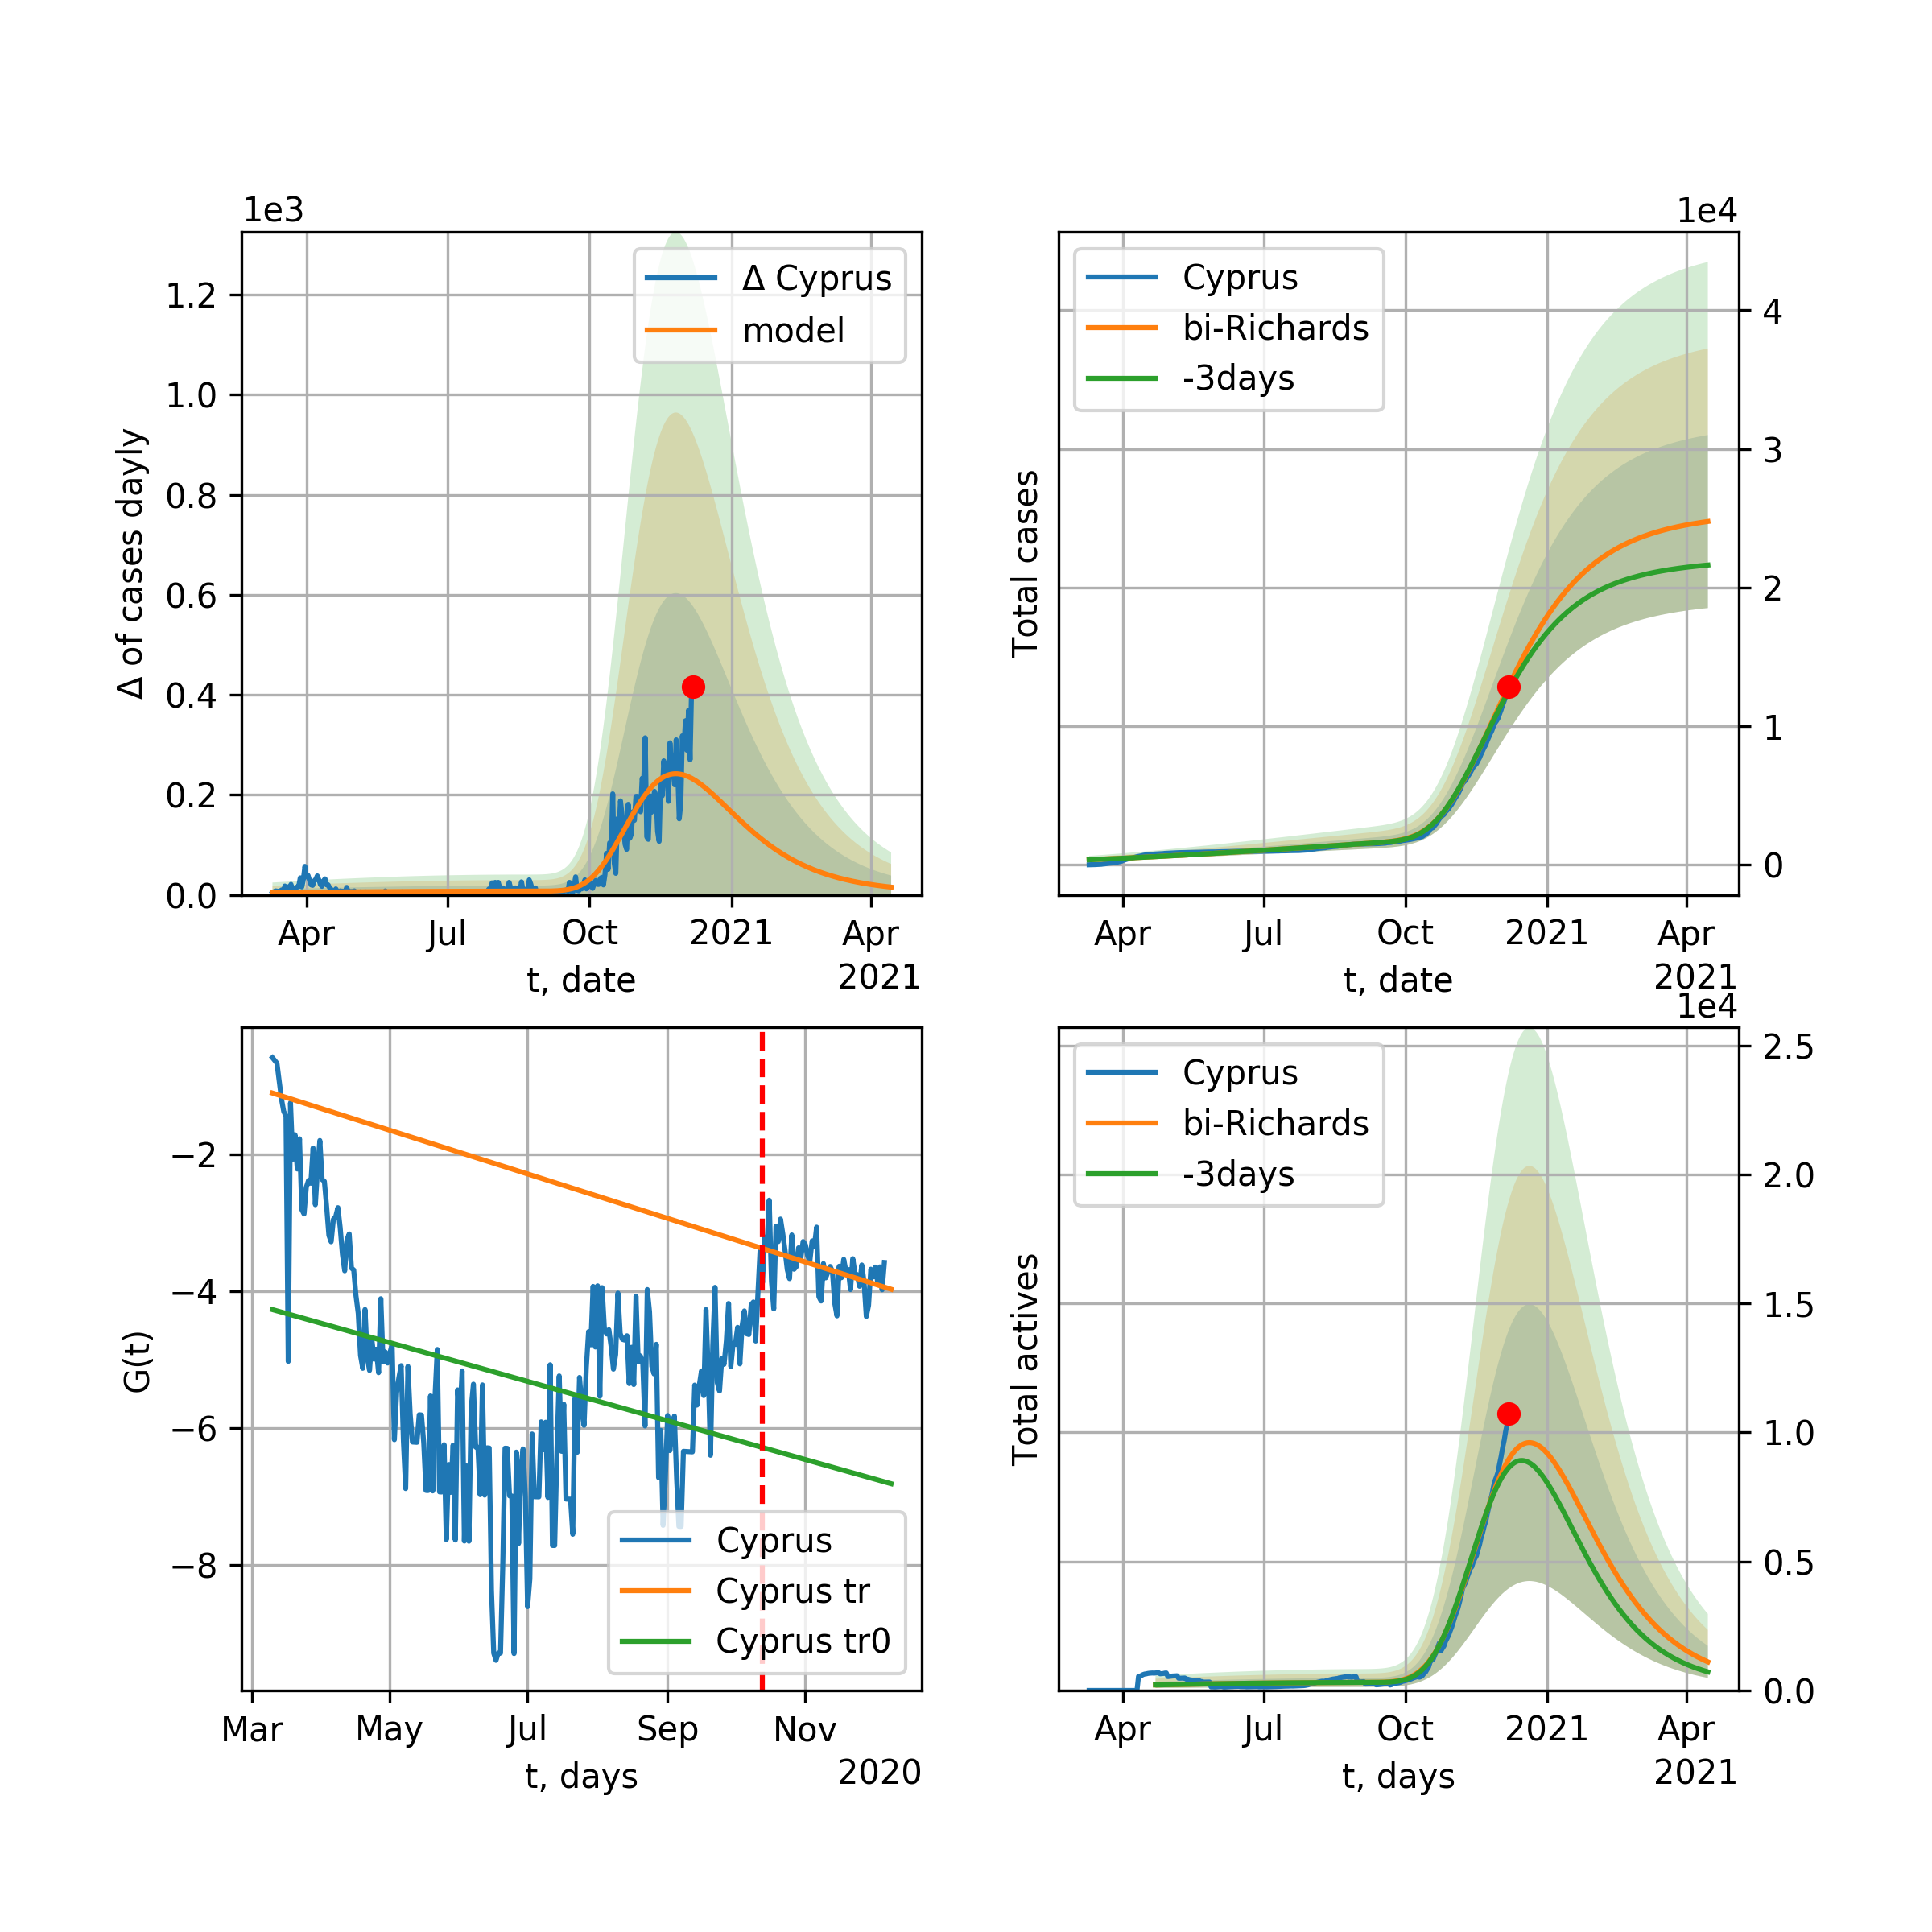 1e3
Δ of cases dayly
1.2
1.0
0.8
0.6
0.4
0.2
0.0
Δ Cyprus
model
Apr
Jul
Oct
2021
Apr
t, date
2021
1e4
Total cases
Cyprus
bi-Richards
-3days
4
3
2
1
0
Apr
Jul
Oct
2021
Apr
t, date
2021
G(t)
−2
−4
−6
−8
Cyprus
Cyprus tr
Cyprus tr0
Mar
May
Jul
Sep
Nov
t, days
2020
1e4
Total actives
Cyprus
bi-Richards
-3days
2.5
2.0
1.5
1.0
0.5
0.0
Apr
Jul
Oct
2021
Apr
t, days
2021